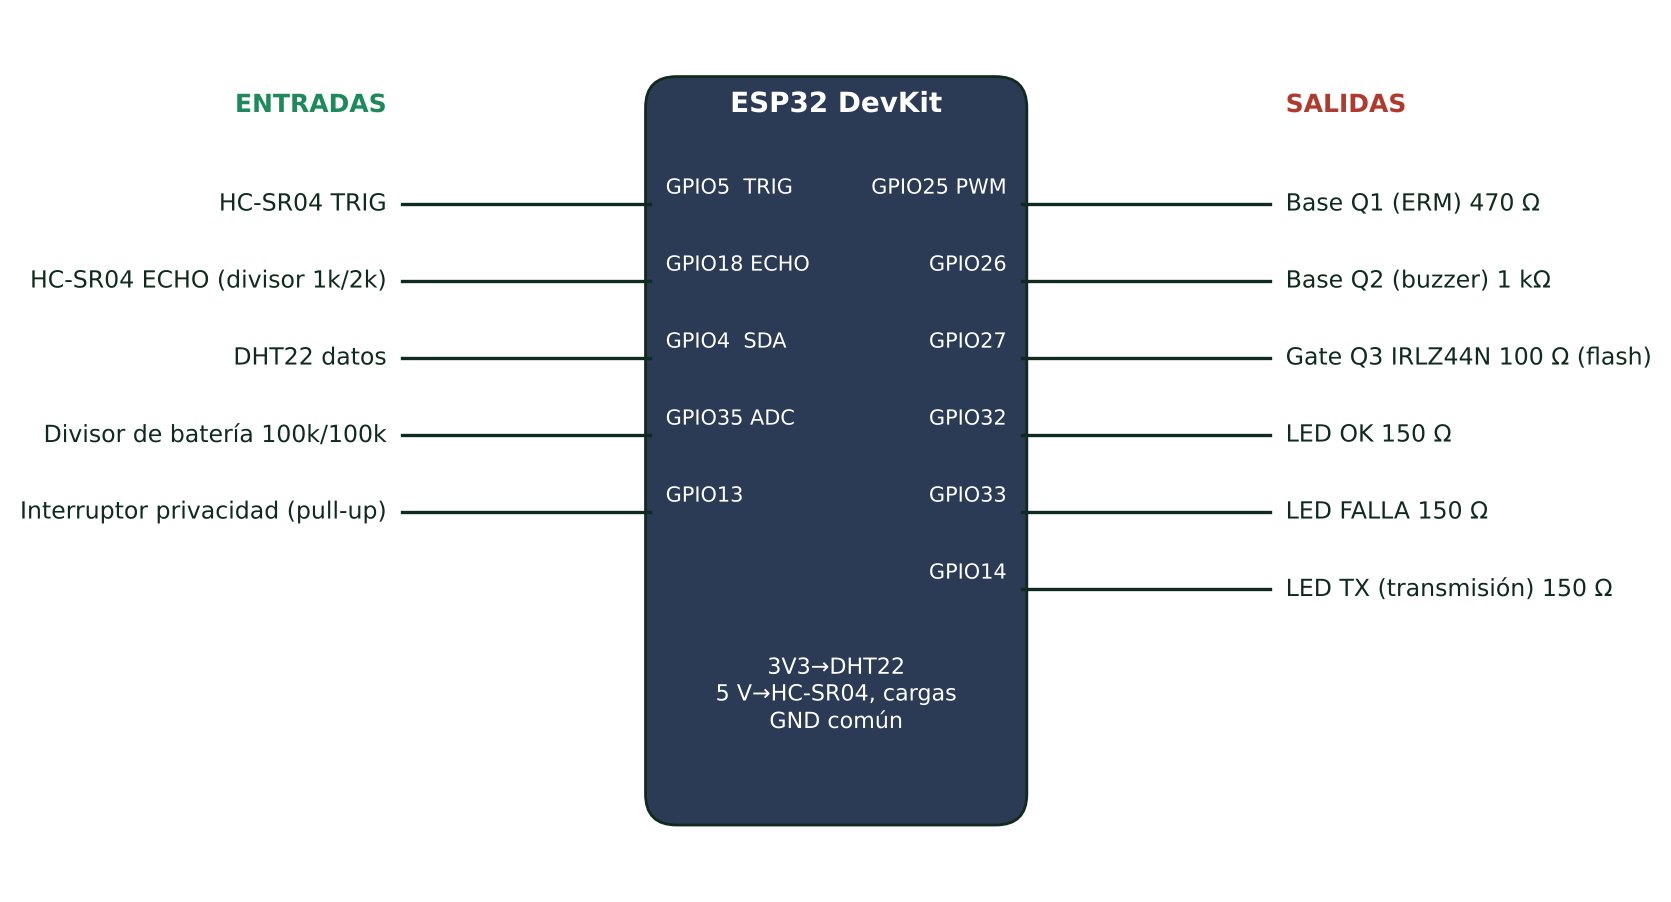 ESP32 DevKit
ENTRADAS
SALIDAS
HC-SR04 TRIG
GPIO5  TRIG
GPIO25 PWM
Base Q1 (ERM) 470 Ω
HC-SR04 ECHO (divisor 1k/2k)
GPIO18 ECHO
GPIO26
Base Q2 (buzzer) 1 kΩ
DHT22 datos
GPIO4  SDA
GPIO27
Gate Q3 IRLZ44N 100 Ω (flash)
Divisor de batería 100k/100k
GPIO35 ADC
GPIO32
LED OK 150 Ω
Interruptor privacidad (pull-up)
GPIO13
GPIO33
LED FALLA 150 Ω
GPIO14
LED TX (transmisión) 150 Ω
3V3→DHT22
5 V→HC-SR04, cargas
GND común